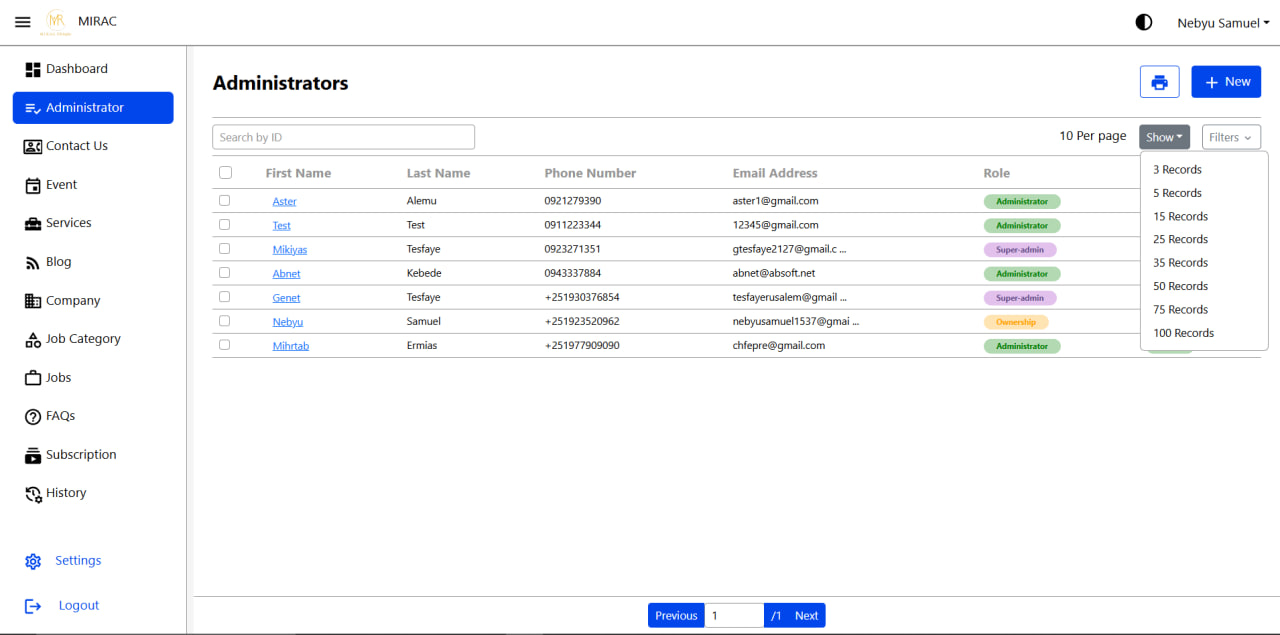 MIRAC
Nebyu Samuel
Dashboard
Administrator
Contact Us
Event
Services
Blog
Company
Job Category
Jobs
FAQs
Subscription
History
Settings
Logout
Administrators
New
Search by ID
10 Per page Show Filters
3 Records
5 Records
15 Records
25 Records
35 Records
50 Records
75 Records
100 Records
First Name Last Name Phone Number Email Address Role
Aster Alemu 0921279390 aster1@gmail.com Administrator
Test Test 0911223344 12345@gmail.com Administrator
Mikiyas Tesfaye 0923271351 gtesfaye2127@gmail.c ... Super-admin
Abnet Kebede 0943337884 abnet@absoft.net Administrator
Genet Tesfaye +251930376854 tesfayerusalem@gmail ... Super-admin
Nebyu Samuel +251923520962 nebyusamuel1537@gmai ... Ownership
Mihrtab Ermias +251977909090 chfepre@gmail.com Administrator
Previous 1 /1 Next